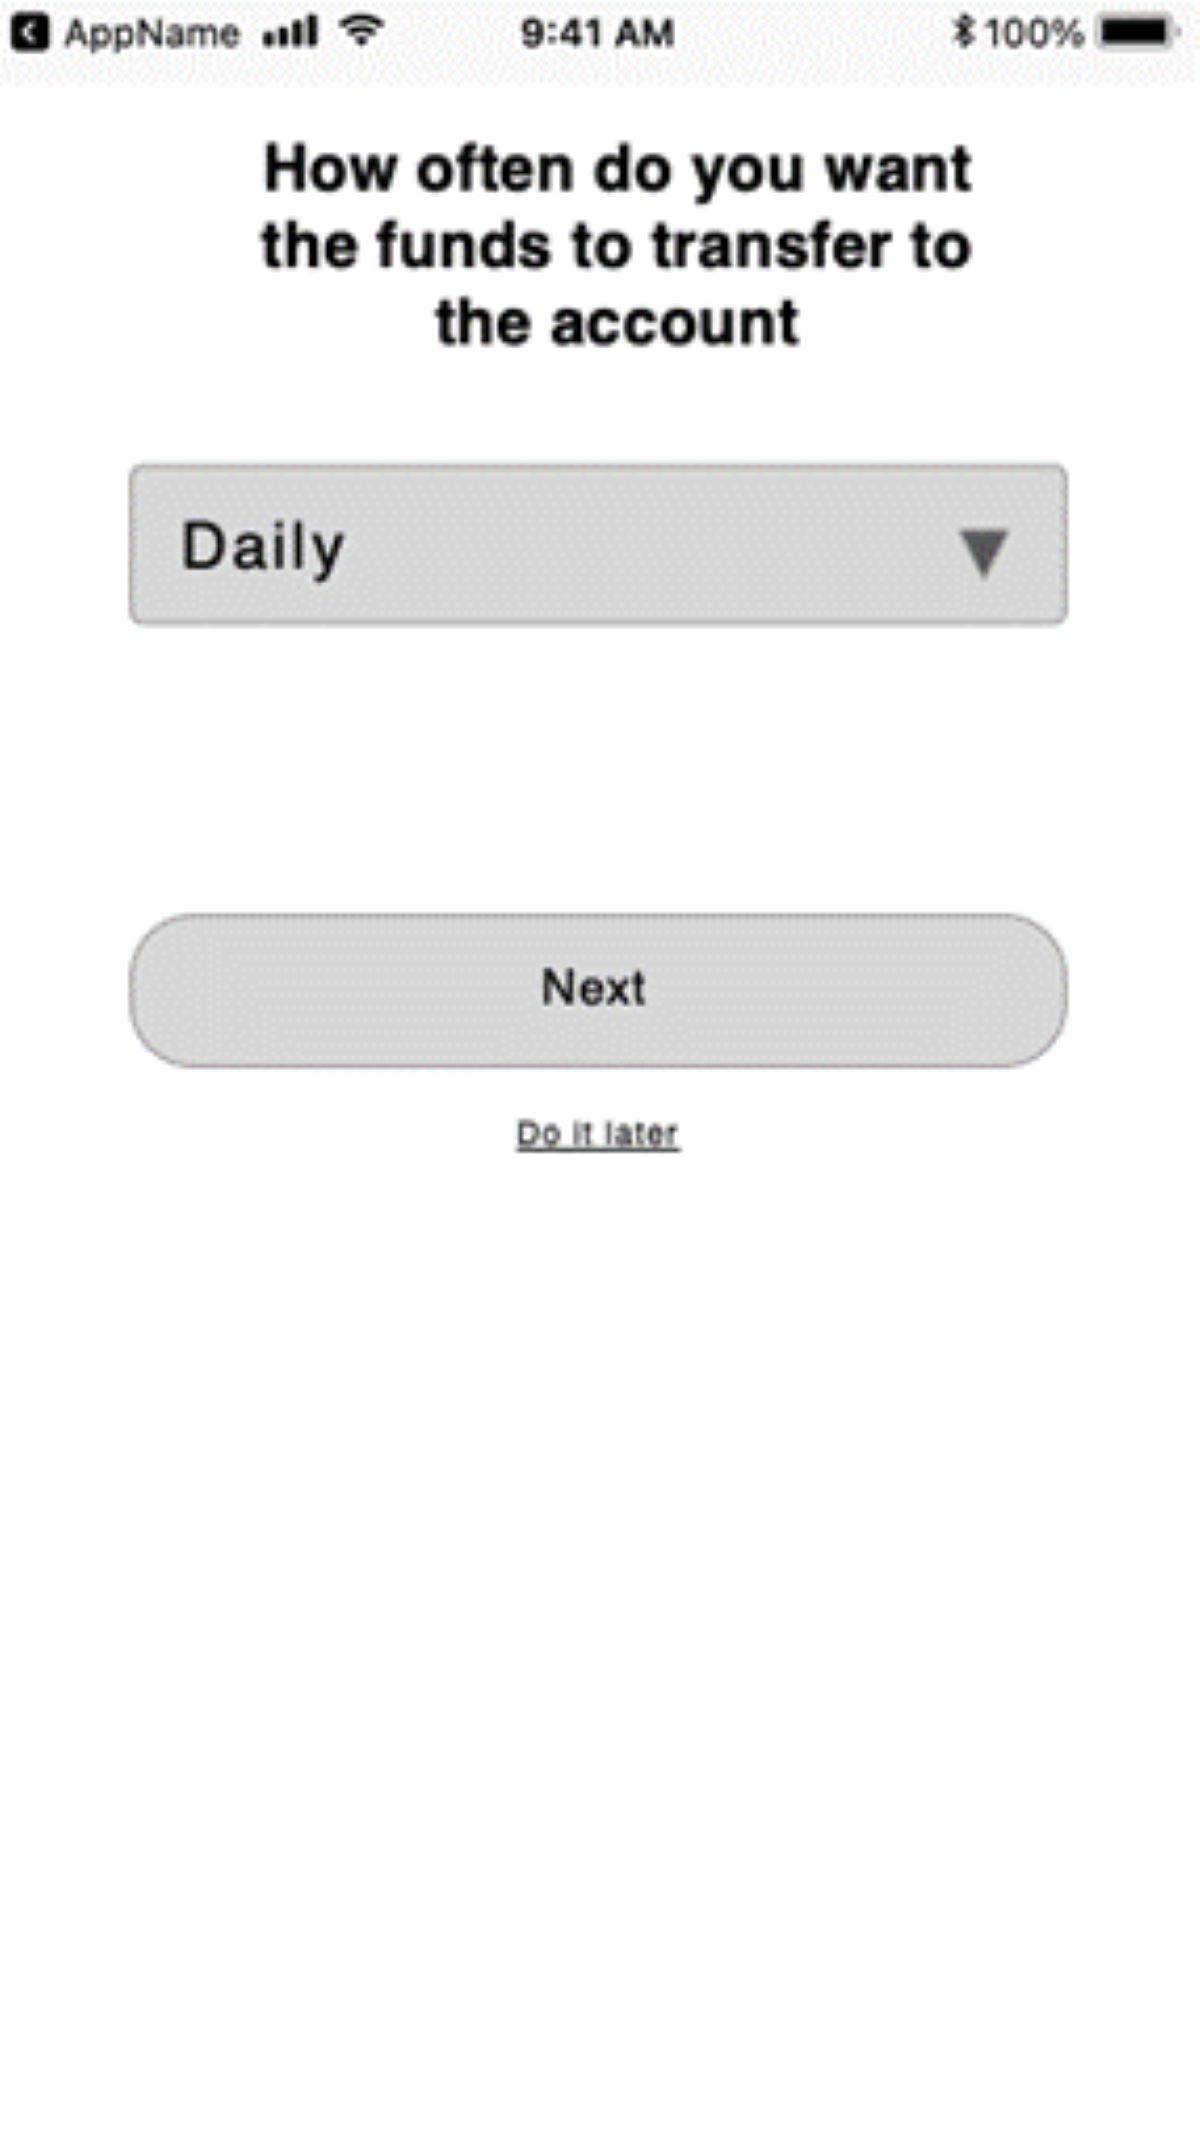 AppName 9:41 AM 100%
How often do you want
the funds to transfer to
the account
Daily
Next
Do it later